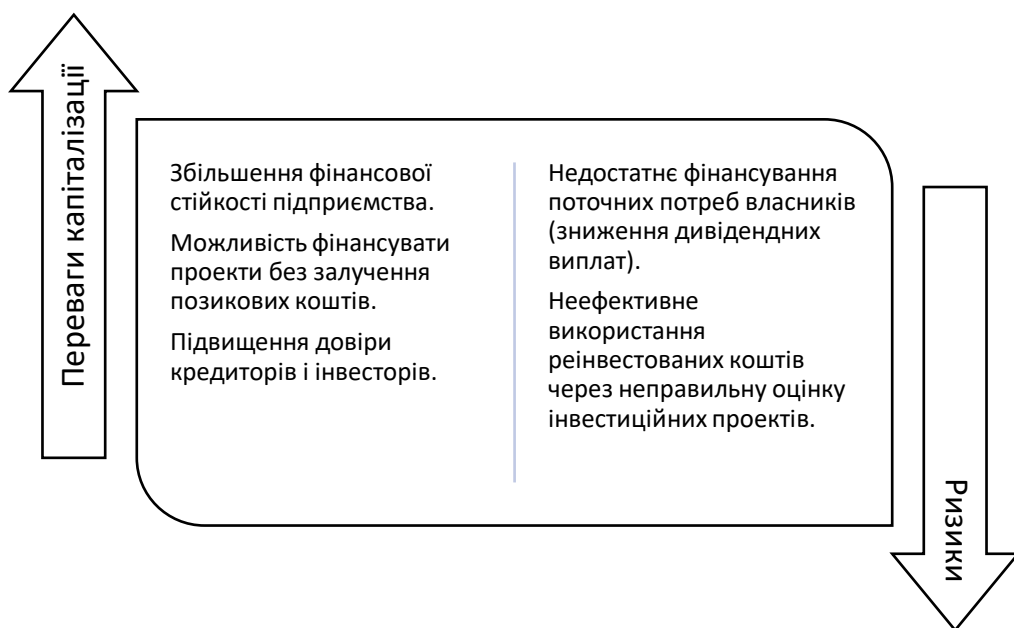 Переваги капіталізації
Збільшення фінансової
стійкості підприємства.
Можливість фінансувати
проекти без залучення
позикових коштів.
Підвищення довіри
кредиторів і інвесторів.
Недостатнє фінансування
поточних потреб власників
(зниження дивідендних
виплат).
Неефективне
використання
реінвестованих коштів
через неправильну оцінку
інвестиційних проектів.
Ризики